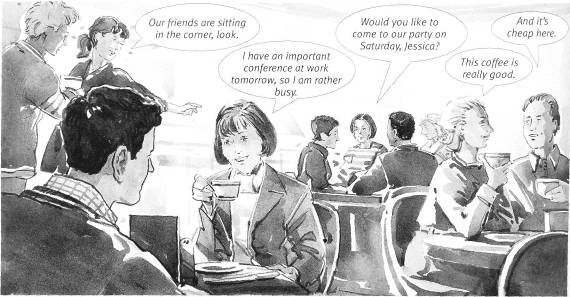 Our friends are sitting
in the corner, look.
I have an important
conference at work
tomorrow, so I am rather
busy.
Would you like to
come to our party on
Saturday, Jessica?
This coffee is
really good.
And it's
cheap here.